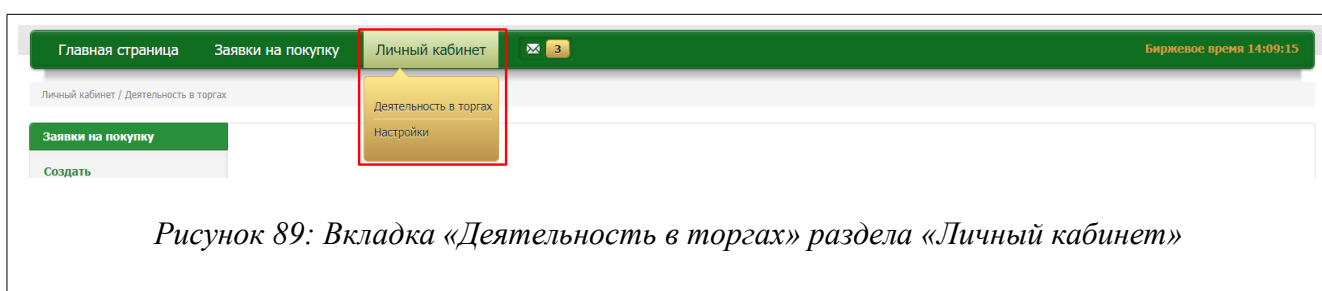 Главная страница Заявки на покупку Личный кабинет 3 Биржевое время 14:09:15
Личный кабинет / Деятельность в торгах
Деятельность в торгах
Заявки на покупку
Настройки
Создать
Рисунок 89: Вкладка «Деятельность в торгах» раздела «Личный кабинет»